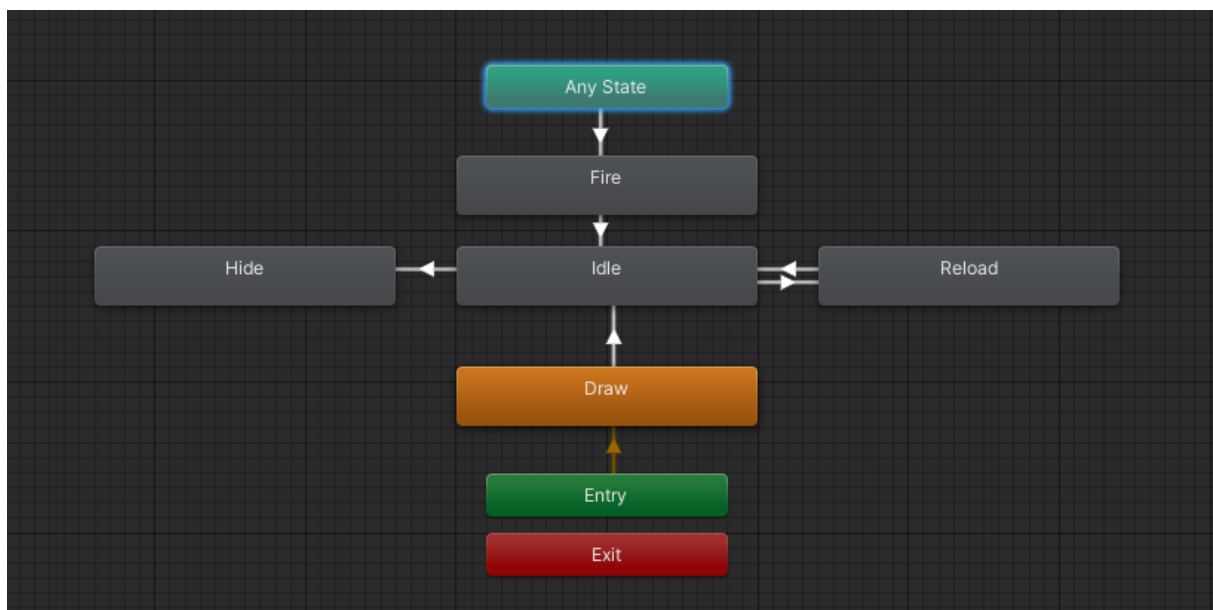 Any State
Fire
Hide
Idle
Reload
Draw
Entry
Exit